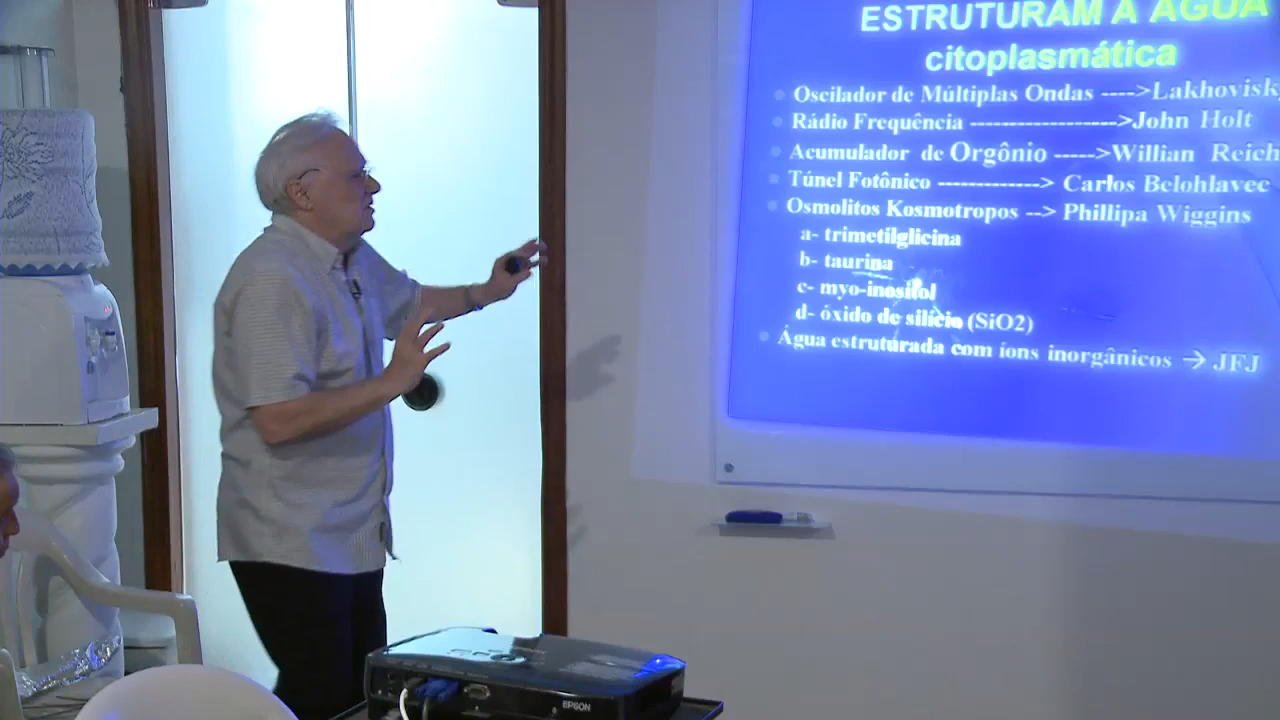 ESTRUTURAM A ÁGUA
citoplasmática
Oscilador de Múltiplas Ondas ---->Lakhovisk
Rádio Frequência ------------------>John Holt
Acumulador de Orgônio ----->Willian Reich
Túnel Fotônico -------------> Carlos Belohlavec
Osmolitos Kosmotropos --> Phillipa Wiggins
a- trimetilglicina
b- taurina
c- myo-inositol
d- óxido de silício (SiO2)
Água estruturada com íons inorgânicos → JFJ
EPSON